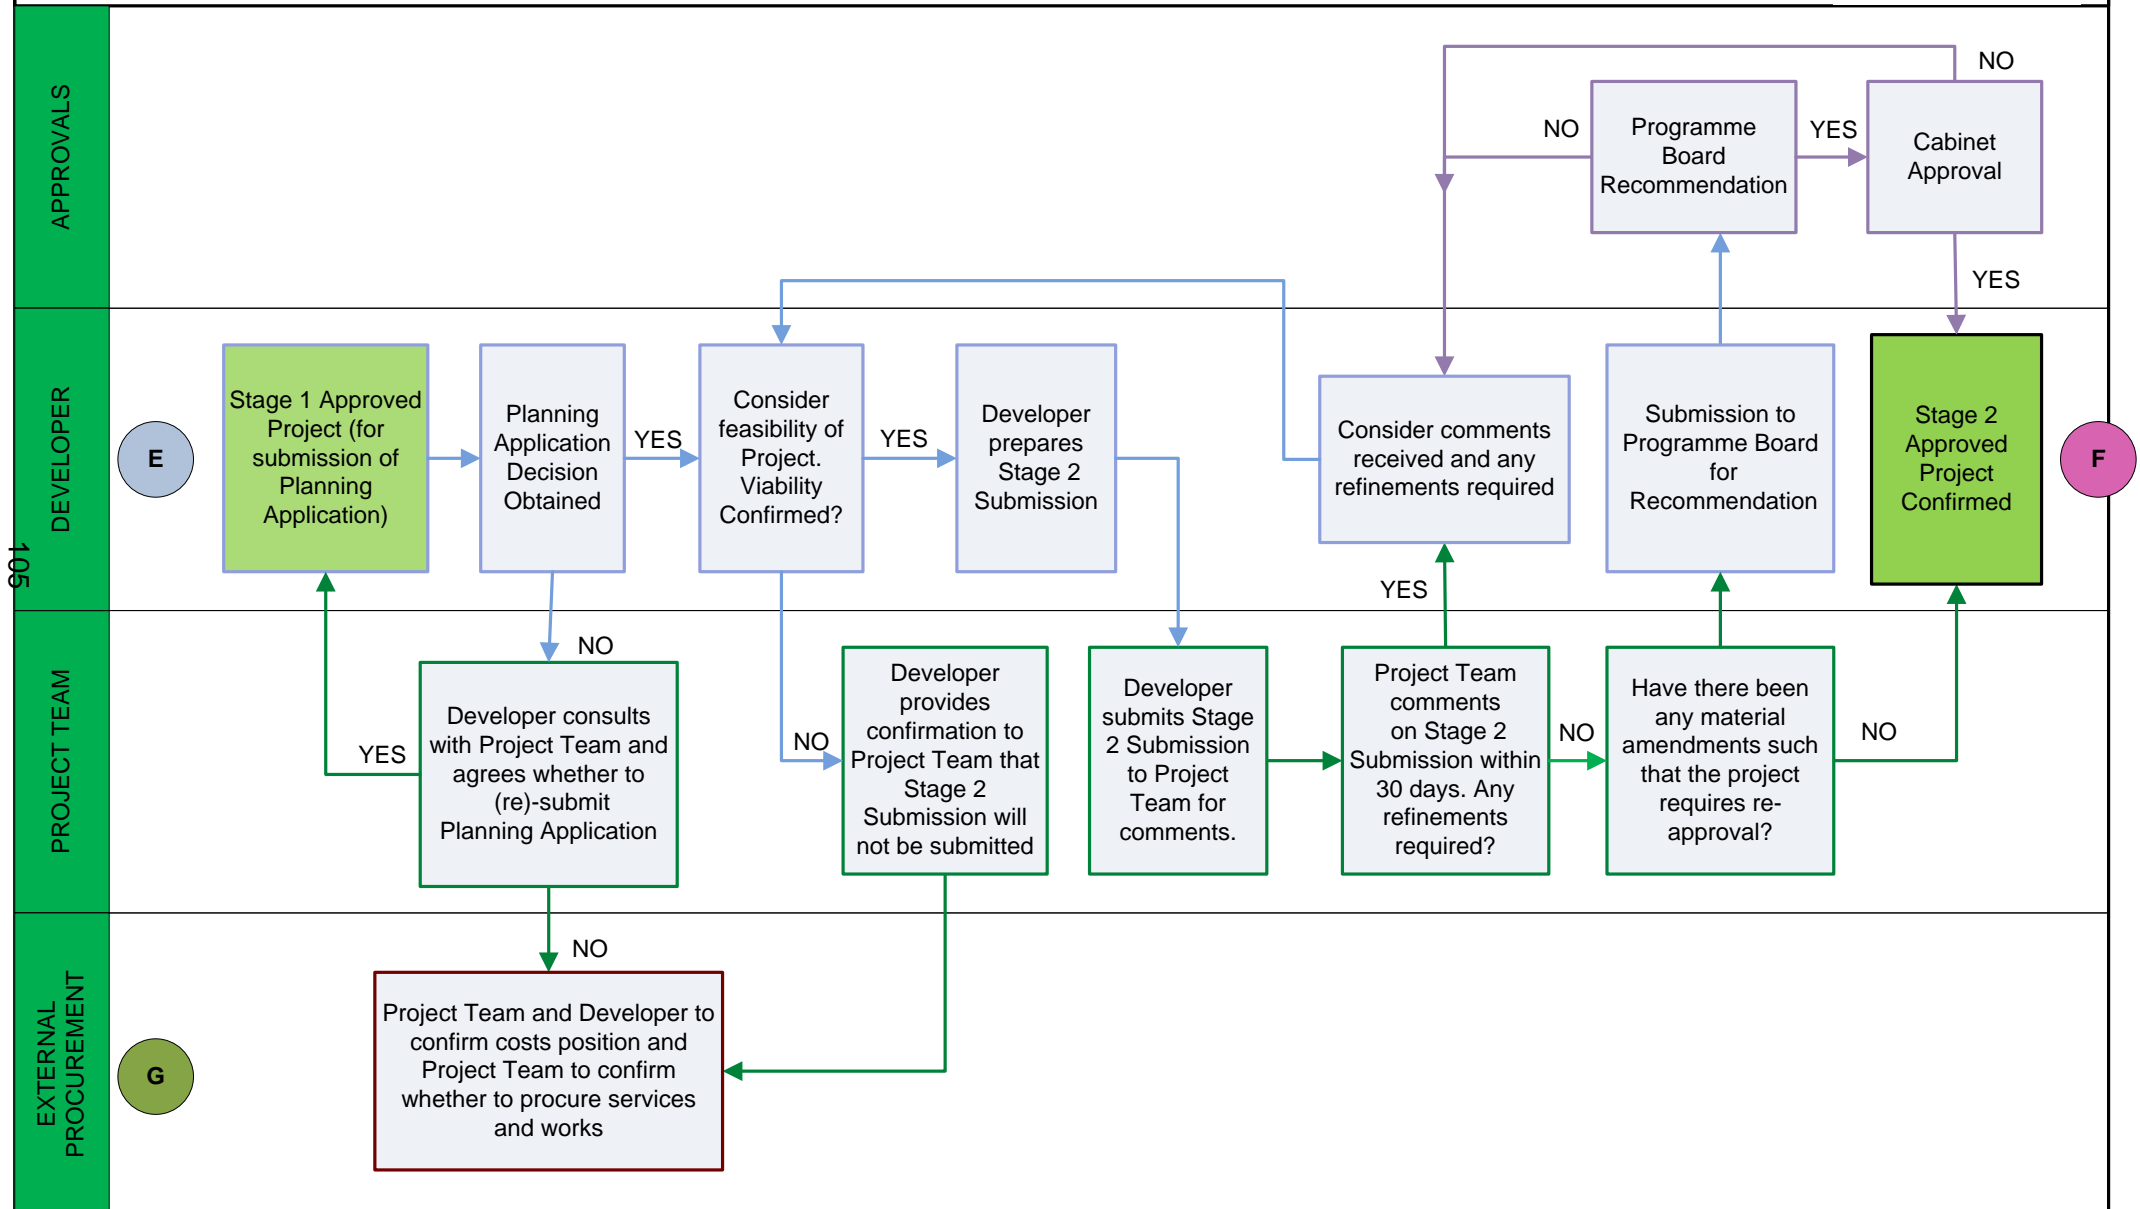 APPROVALS
NO
NO
Programme
Board
Recommendation
YES
Cabinet
Approval
YES
DEVELOPER
E
Stage 1 Approved
Project (for
submission of
Planning
Application)
Planning
Application
Decision
Obtained
YES
Consider
feasibility of
Project.
Viability
Confirmed?
YES
Developer
prepares
Stage 2
Submission
Consider comments
received and any
refinements required
Submission to
Programme Board
for
Recommendation
Stage 2
Approved
Project
Confirmed
F
105
YES
PROJECT TEAM
NO
YES
Developer consults
with Project Team and
agrees whether to
(re)-submit
Planning Application
NO
Developer
provides
confirmation to
Project Team that
Stage 2
Submission will
not be submitted
Developer
submits Stage
2 Submission
to Project
Team for
comments.
Project Team
comments
on Stage 2
Submission within
30 days. Any
refinements
required?
NO
Have there been
any material
amendments such
that the project
requires re-
approval?
NO
EXTERNAL
PROCUREMENT
G
NO
Project Team and Developer to
confirm costs position and
Project Team to confirm
whether to procure services
and works